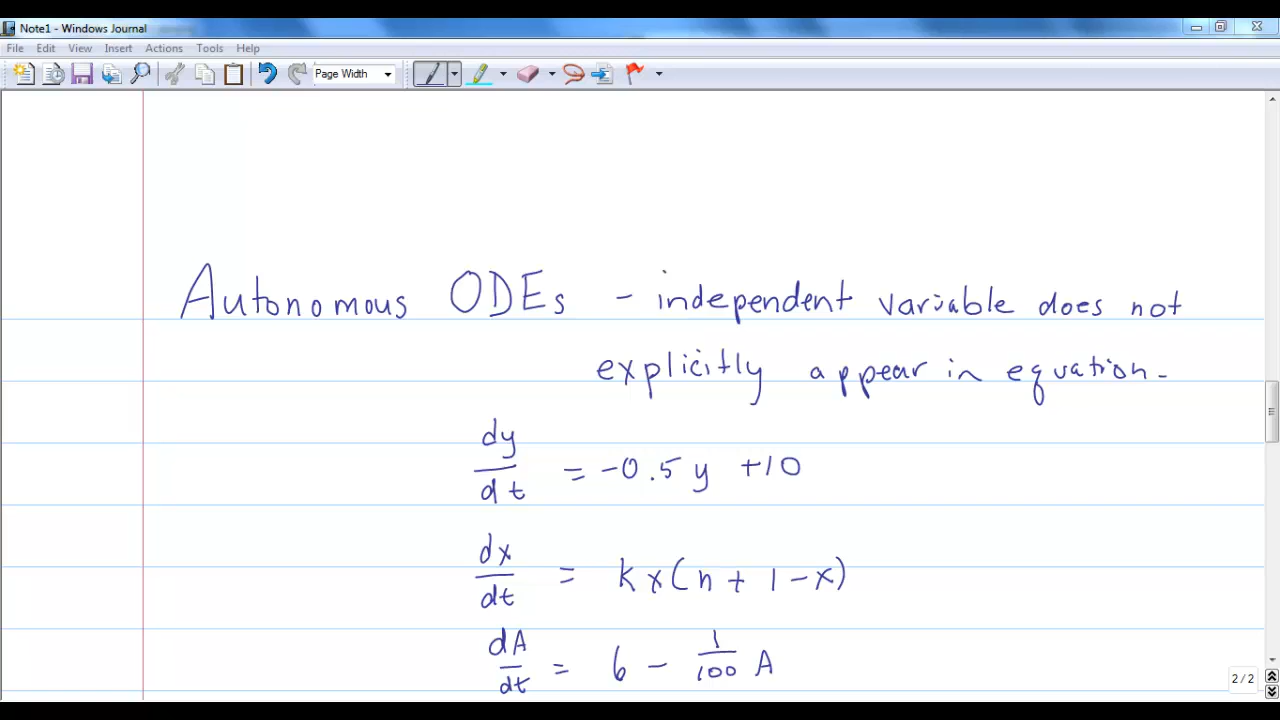 Note1 - Windows Journal
File Edit View Insert Actions Tools Help
Page Width
Autonomous ODEs - independent variable does not
explicitly appear in equation.
dy/dt = -0.5y +10
dx/dt = kx(n + 1 - x)
dA/dt = 6 - 1/100 A
2/2